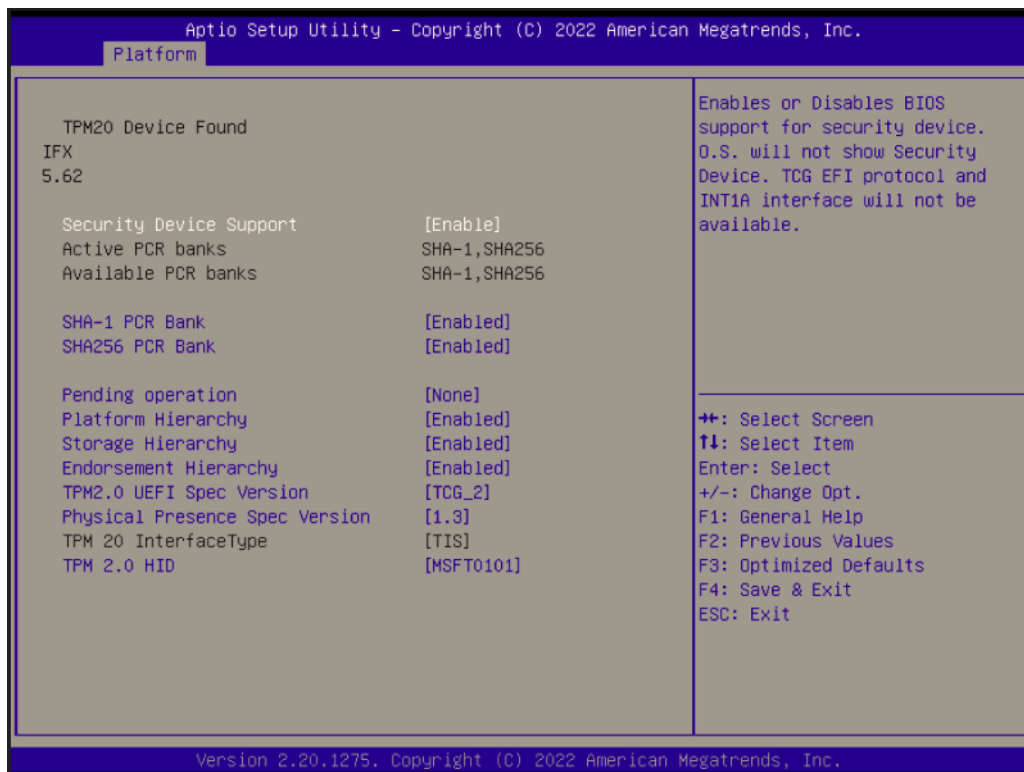 Aptio Setup Utility – Copyright (C) 2022 American Megatrends, Inc.
Platform
TPM20 Device Found
IFX
5.62
Security Device Support [Enable]
Active PCR banks SHA-1,SHA256
Available PCR banks SHA-1,SHA256
SHA-1 PCR Bank [Enabled]
SHA256 PCR Bank [Enabled]
Pending operation [None]
Platform Hierarchy [Enabled]
Storage Hierarchy [Enabled]
Endorsement Hierarchy [Enabled]
TPM2.0 UEFI Spec Version [TCG_2]
Physical Presence Spec Version [1.3]
TPM 20 InterfaceType [TIS]
TPM 2.0 HID [MSFT0101]
Enables or Disables BIOS
support for security device.
O.S. will not show Security
Device. TCG EFI protocol and
INT1A interface will not be
available.
→←: Select Screen
↑↓: Select Item
Enter: Select
+/-: Change Opt.
F1: General Help
F2: Previous Values
F3: Optimized Defaults
F4: Save & Exit
ESC: Exit
Version 2.20.1275. Copyright (C) 2022 American Megatrends, Inc.